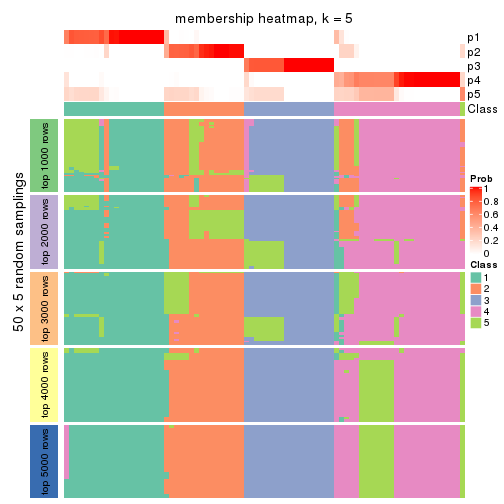 membership heatmap, k = 5
p1
p2
p3
p4
p5
Class
50 x 5 random samplings
top 1000 rows
top 2000 rows
top 3000 rows
top 4000 rows
top 5000 rows
Prob
1
0.8
0.6
0.4
0.2
0
Class
1
2
3
4
5